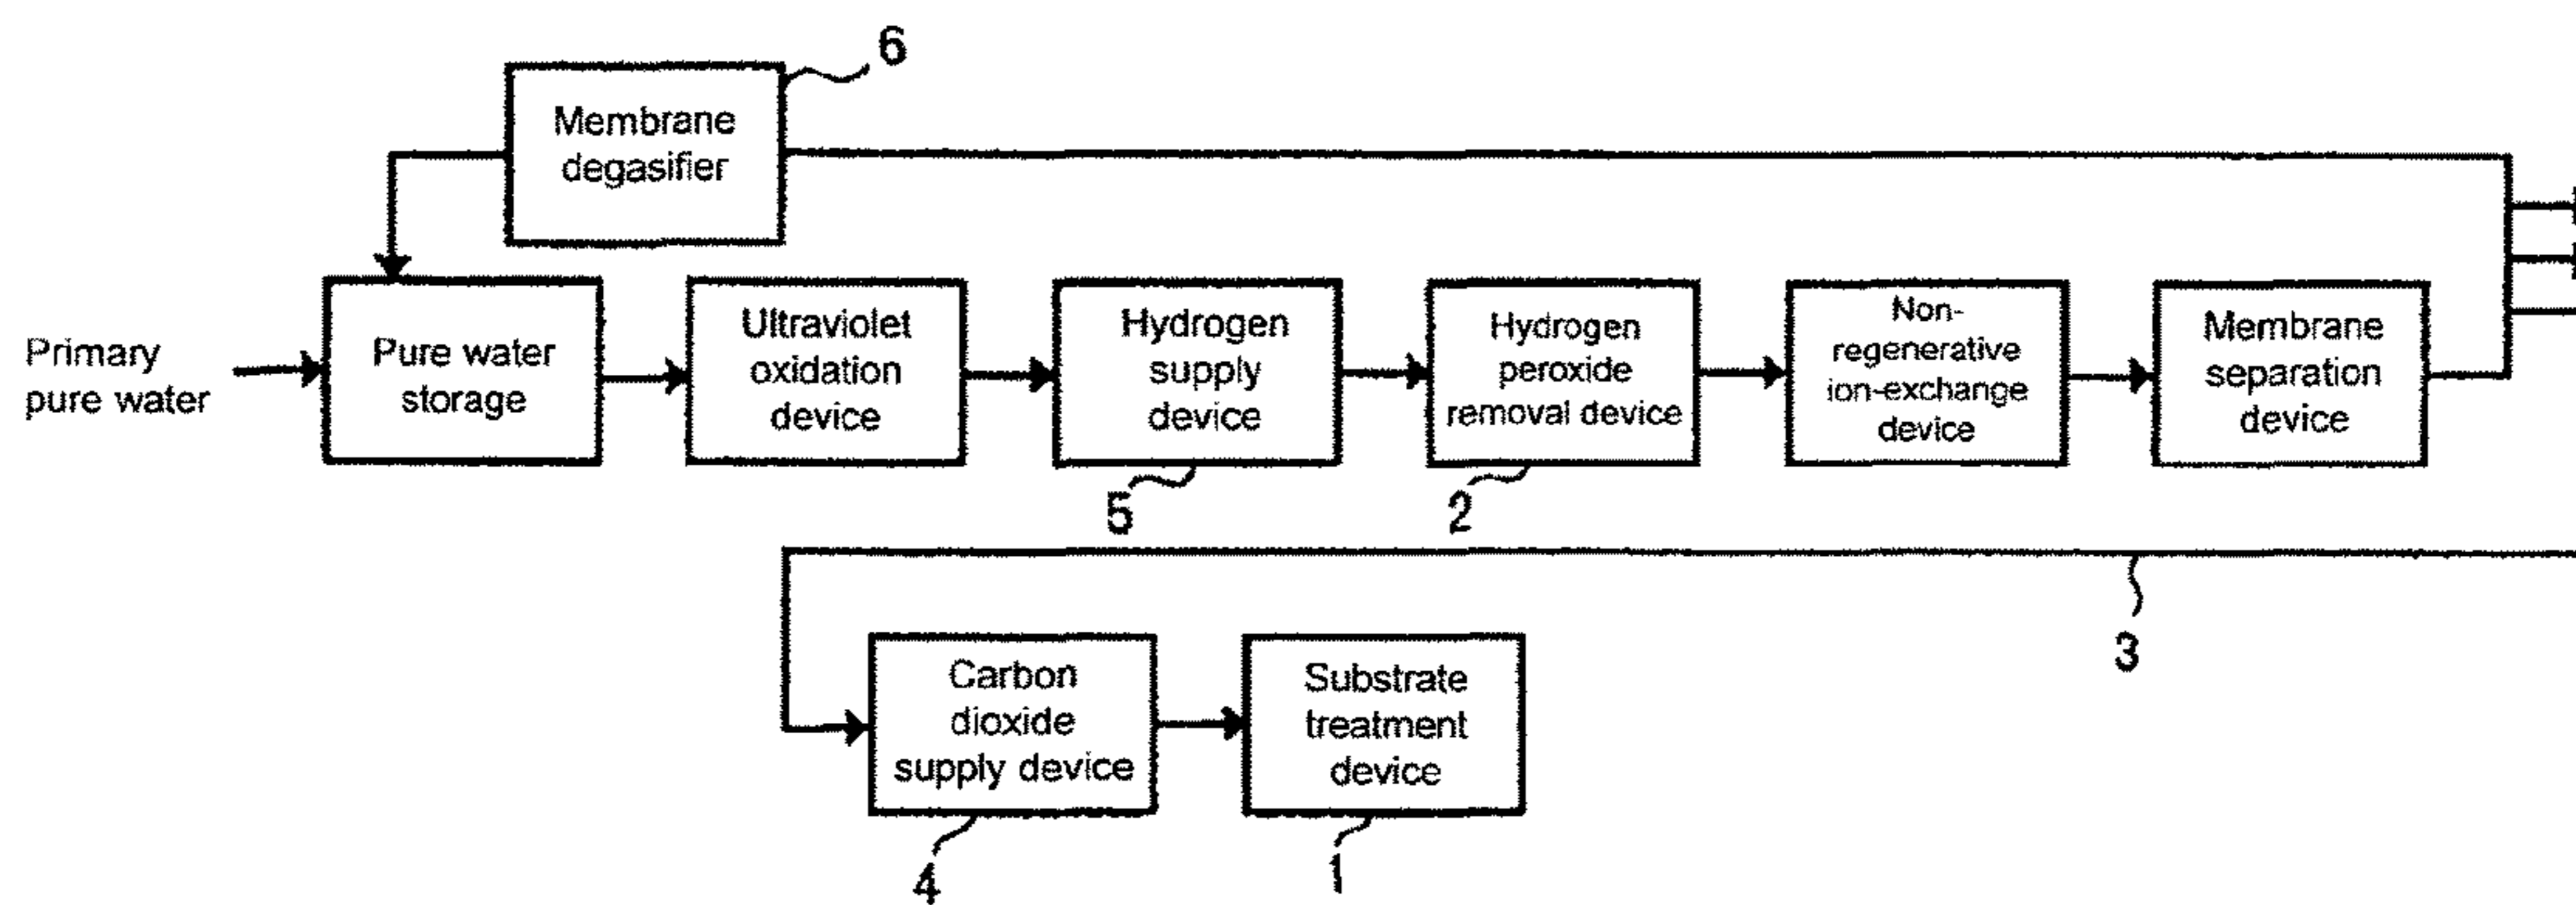 6
Membrane
degasifier
Primary
pure water
Pure water
storage
Ultraviolet
oxidation
device
Hydrogen
supply
device
Hydrogen
peroxide
removal device
Non-
regenerative
ion-exchange
device
Membrane
separation
device
5
2
3
Carbon
dioxide
supply device
Substrate
treatment
device
4
1